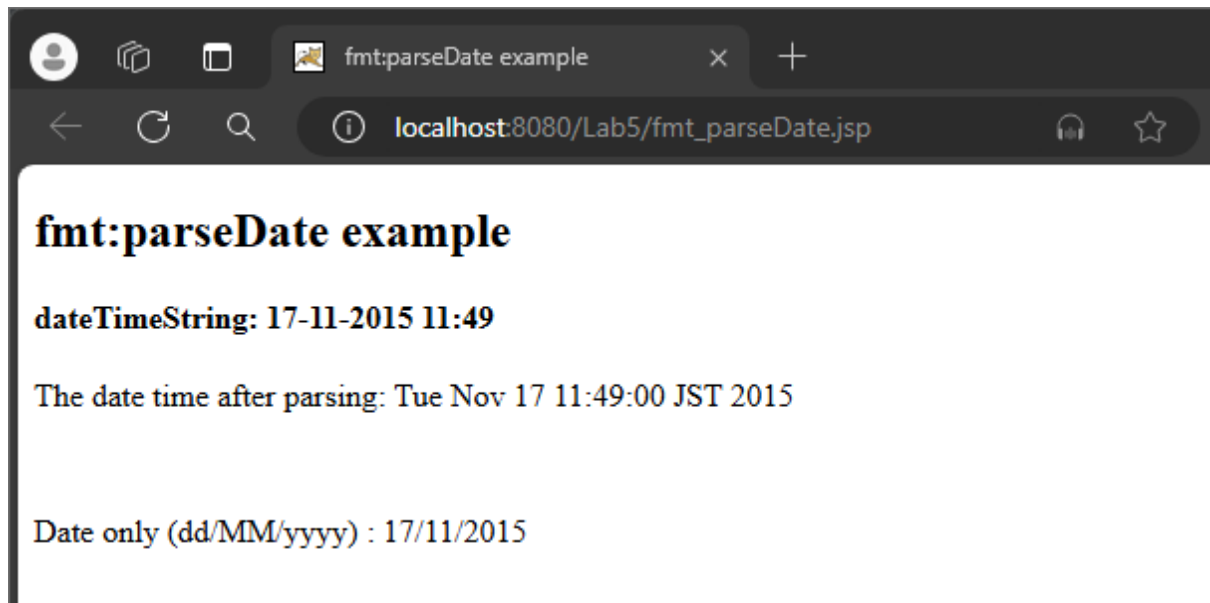 fmt:parseDate example
localhost:8080/Lab5/fmt_parseDate.jsp
fmt:parseDate example
dateTimeString: 17-11-2015 11:49
The date time after parsing: Tue Nov 17 11:49:00 JST 2015
Date only (dd/MM/yyyy) : 17/11/2015